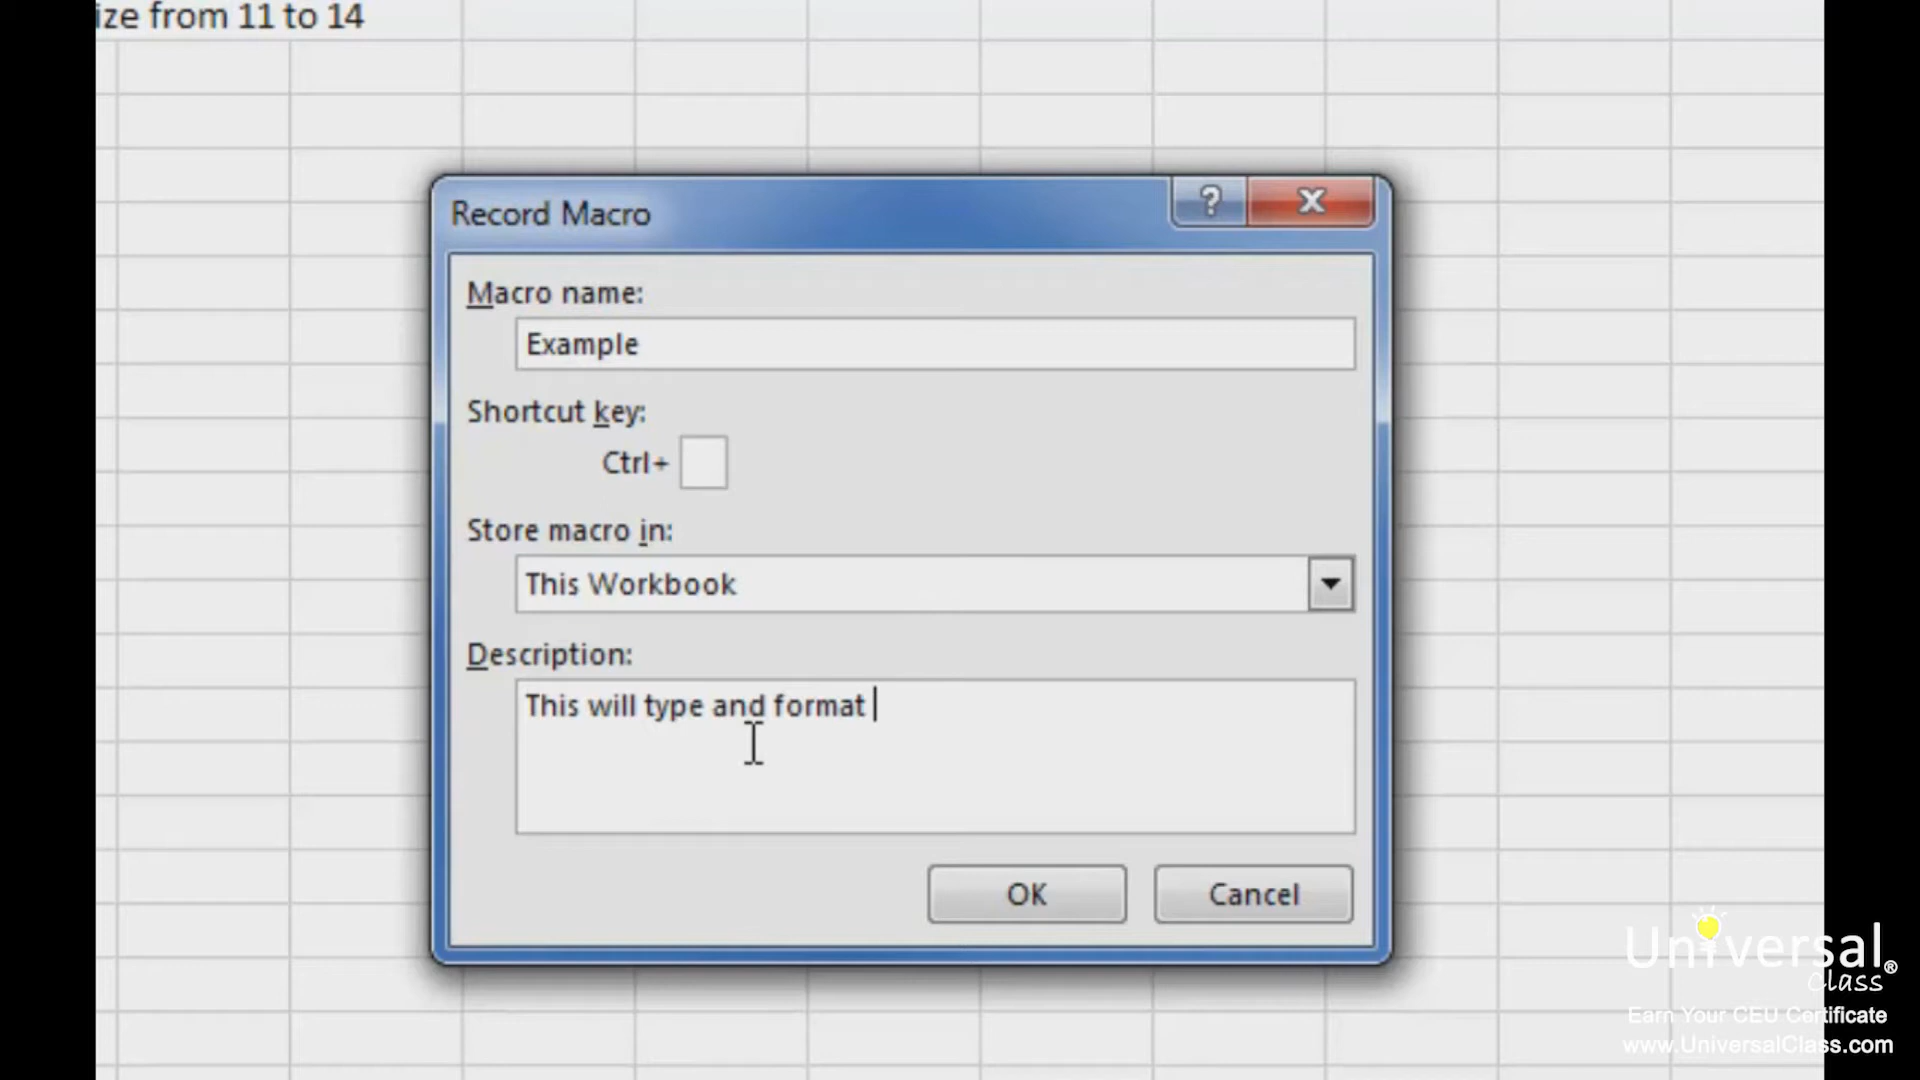 ize from 11 to 14
Record Macro
?
X
Macro name:
Example
Shortcut key:
Ctrl+
Store macro in:
This Workbook
Description:
This will type and format
OK
Cancel
Universal®
Class
Earn Your CEU Certificate
www.UniversalClass.com